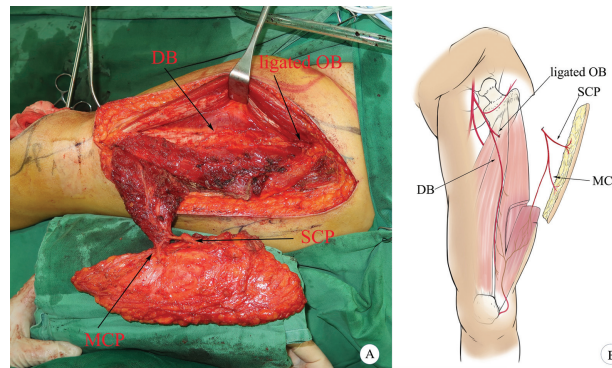 DB
ligated OB
SCP
MCP
A
ligated OB
SCP
MC
DB
B